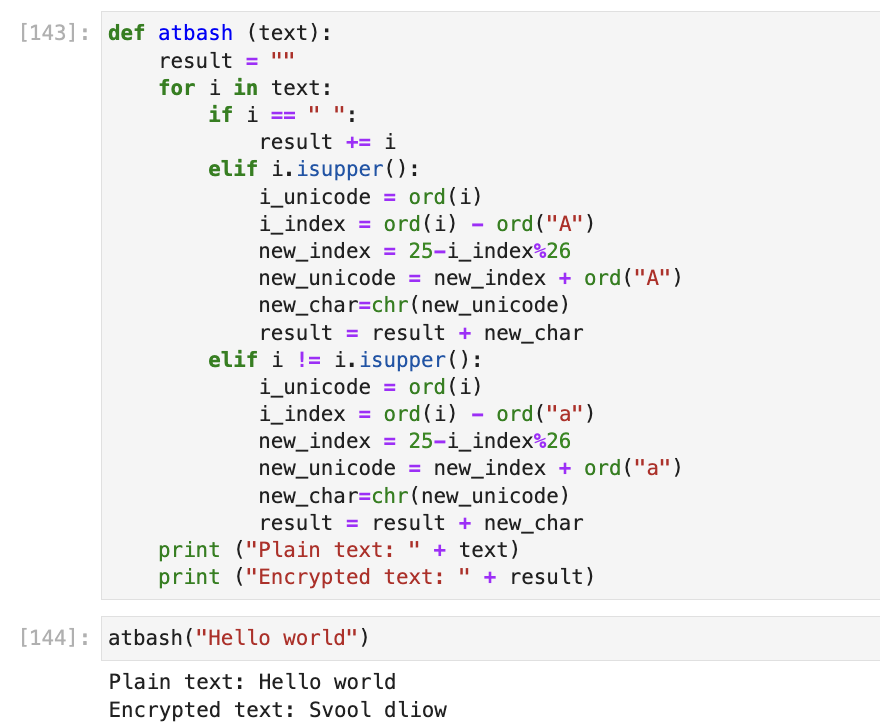 [143]: def atbash (text):
    result = ""
    for i in text:
        if i == " ":
            result += i
        elif i.isupper():
            i_unicode = ord(i)
            i_index = ord(i) - ord("A")
            new_index = 25-i_index%26
            new_unicode = new_index + ord("A")
            new_char=chr(new_unicode)
            result = result + new_char
        elif i != i.isupper():
            i_unicode = ord(i)
            i_index = ord(i) - ord("a")
            new_index = 25-i_index%26
            new_unicode = new_index + ord("a")
            new_char=chr(new_unicode)
            result = result + new_char
    print ("Plain text: " + text)
    print ("Encrypted text: " + result)
[144]: atbash("Hello world")
Plain text: Hello world
Encrypted text: Svool dliow